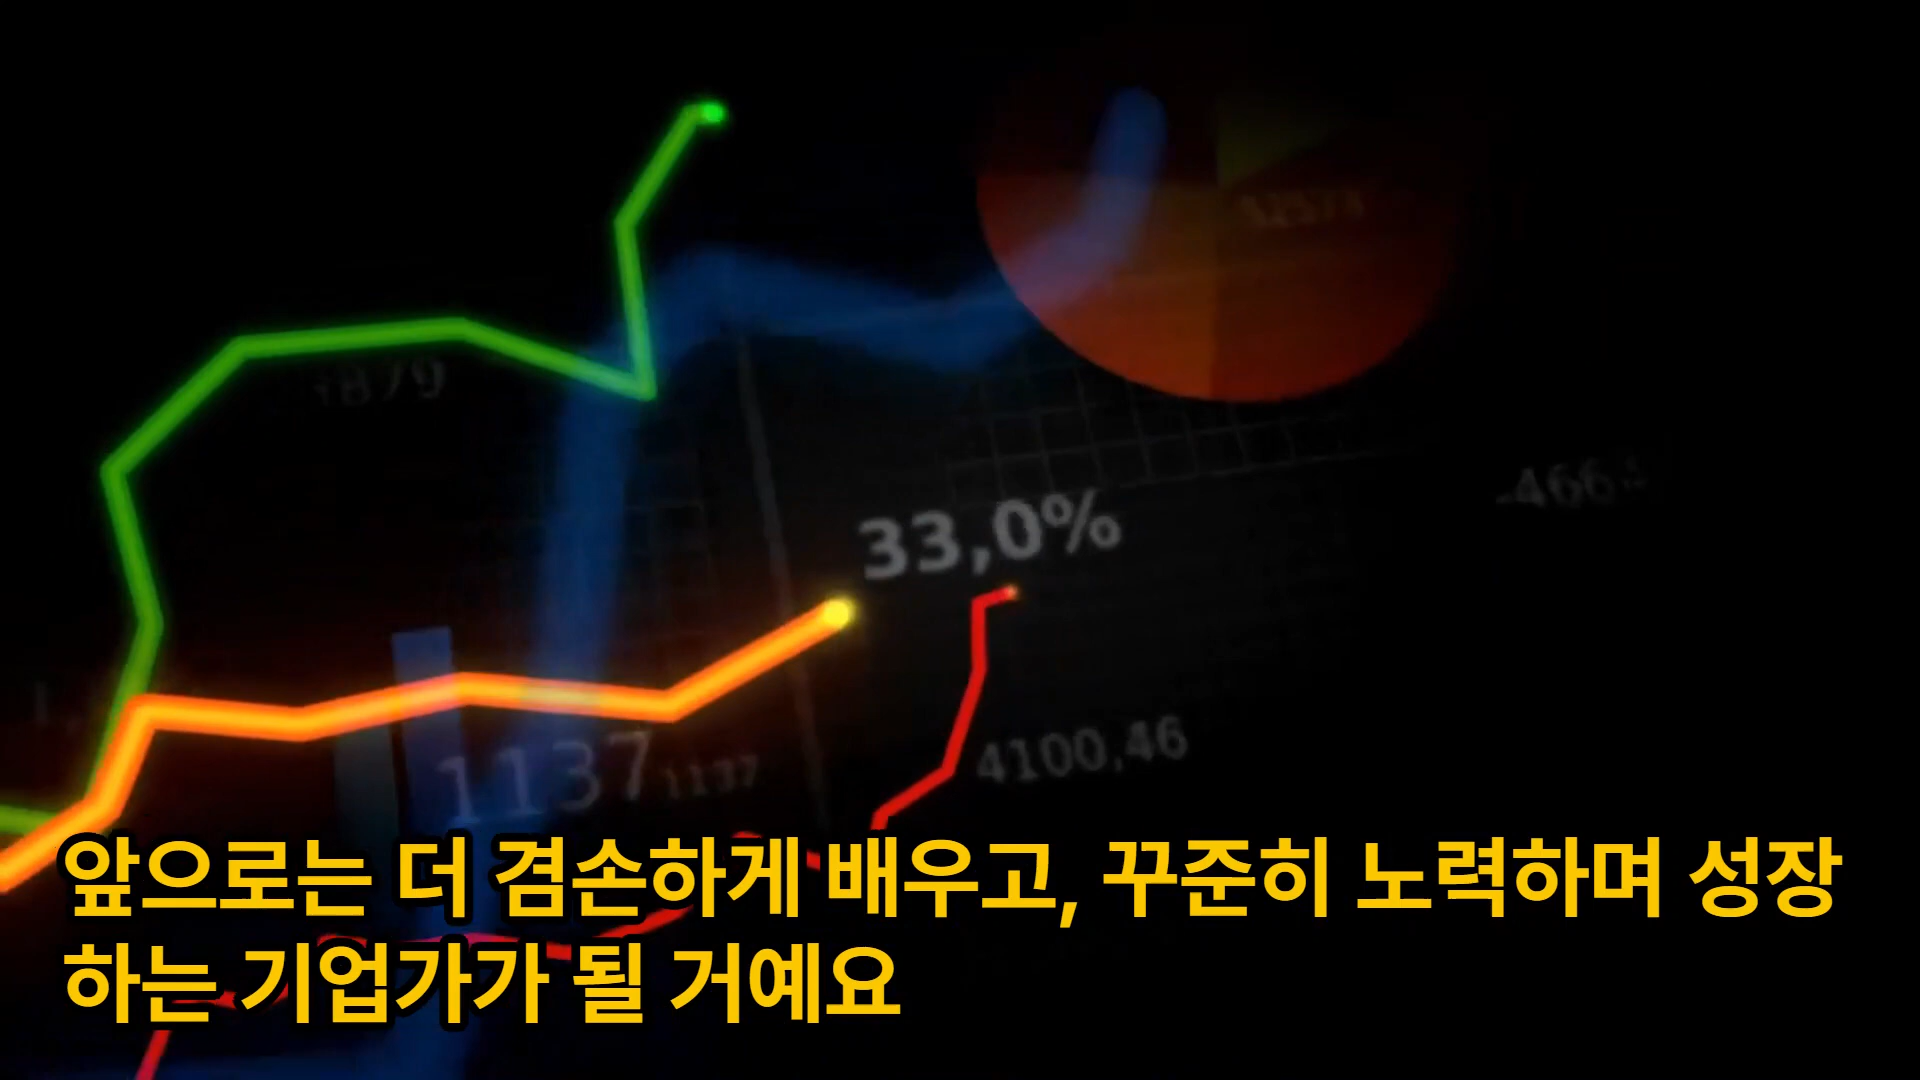 33,0%
1137
1137
4100,46
앞으로는 더 겸손하게 배우고, 꾸준히 노력하며 성장
하는 기업가가 될 거예요